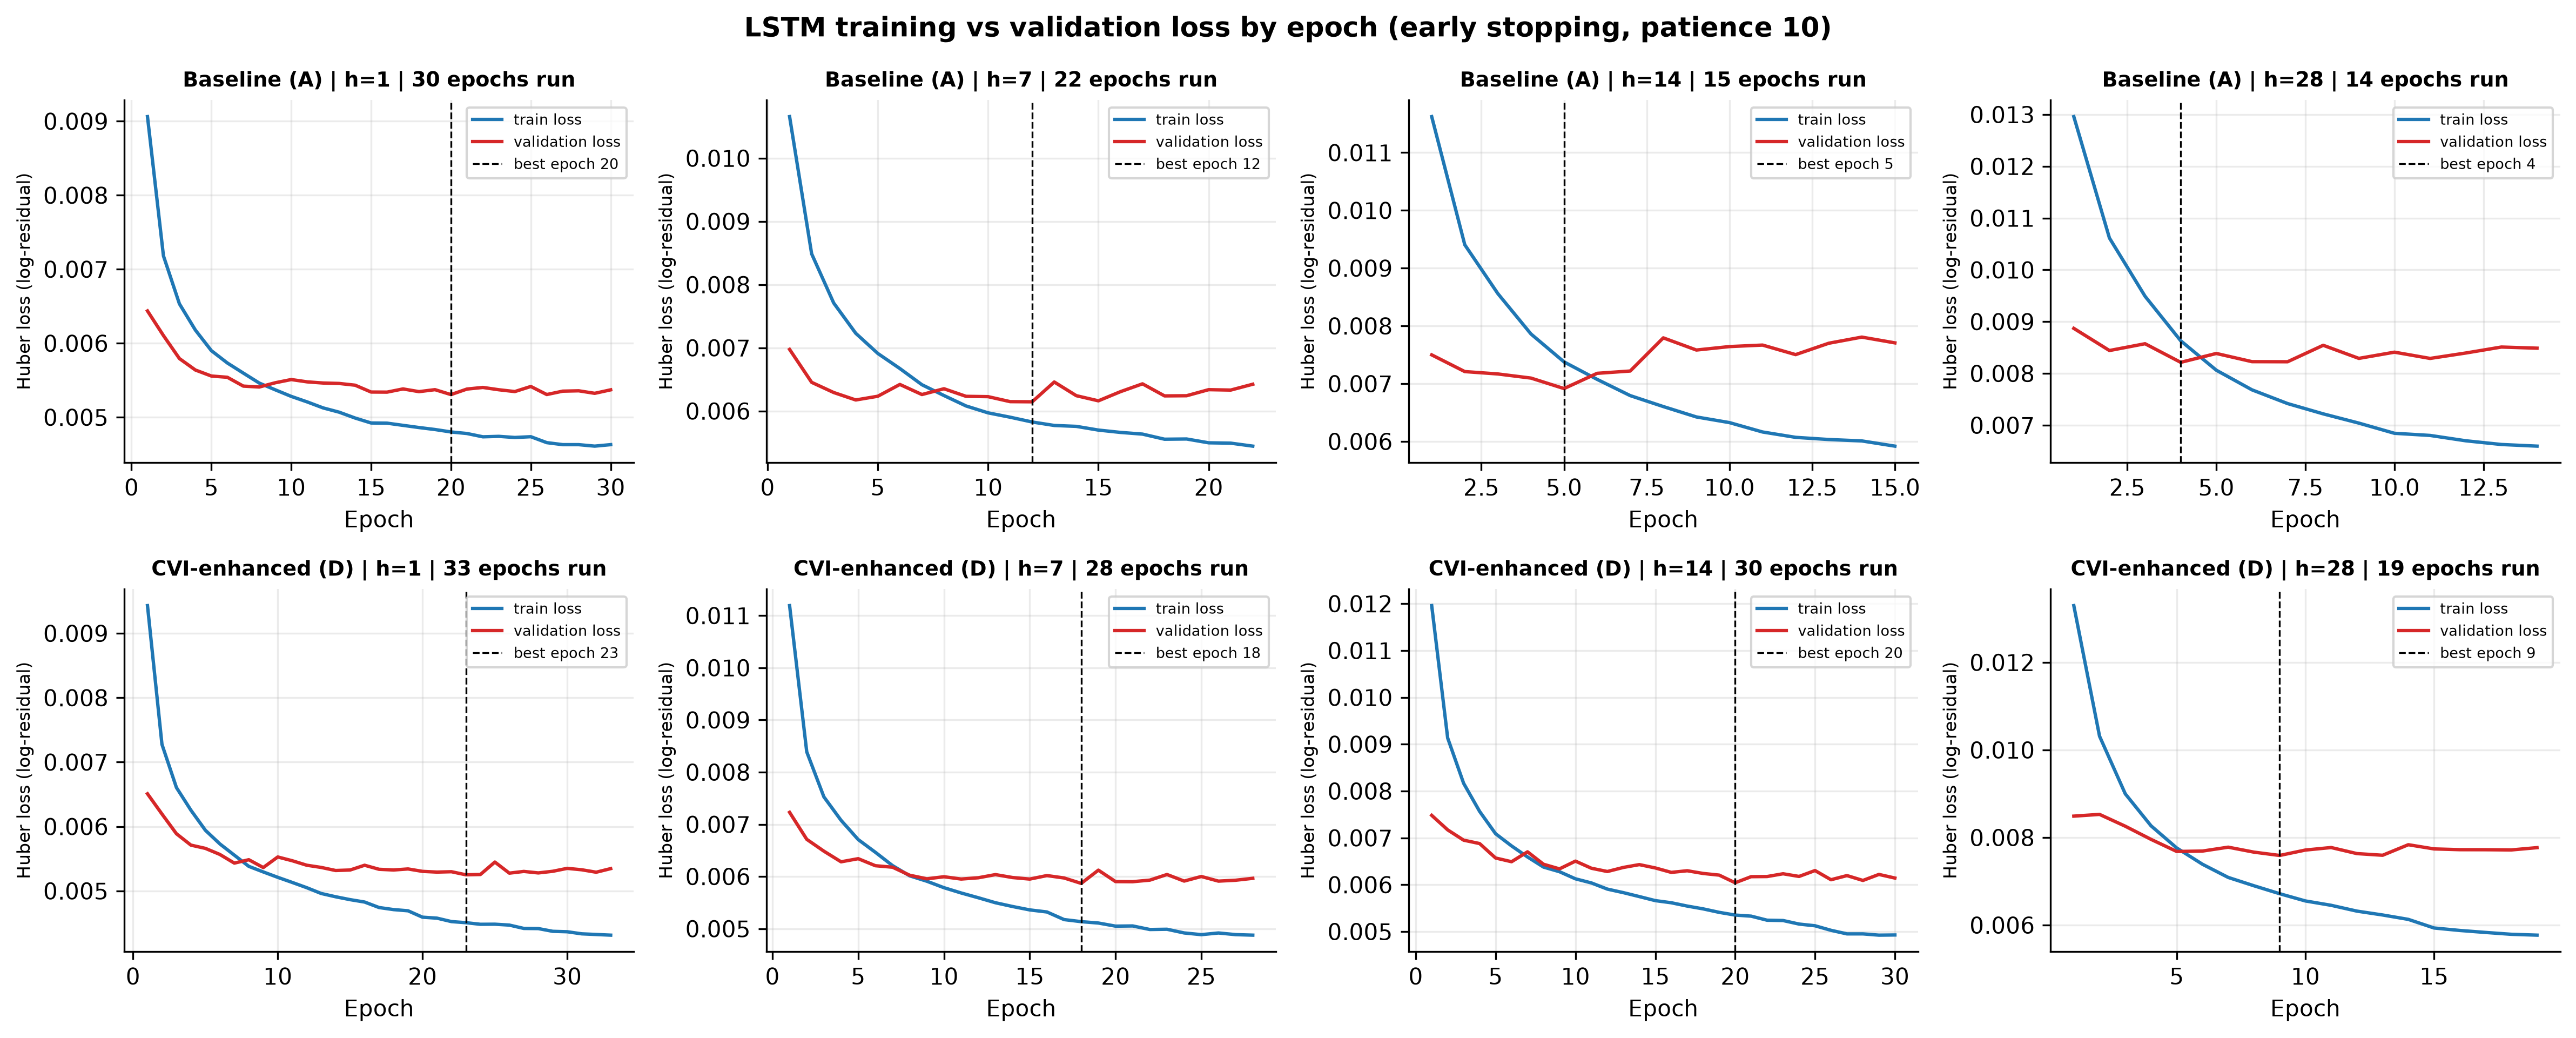 LSTM training vs validation loss by epoch (early stopping, patience 10)
Baseline (A) | h=1 | 30 epochs run
Huber loss (log-residual)
0.009
0.008
0.007
0.006
0.005
train loss
validation loss
best epoch 20
0 5 10 15 20 25 30
Epoch
Baseline (A) | h=7 | 22 epochs run
Huber loss (log-residual)
0.010
0.009
0.008
0.007
0.006
train loss
validation loss
best epoch 12
0 5 10 15 20
Epoch
Baseline (A) | h=14 | 15 epochs run
Huber loss (log-residual)
0.011
0.010
0.009
0.008
0.007
0.006
train loss
validation loss
best epoch 5
2.5 5.0 7.5 10.0 12.5 15.0
Epoch
Baseline (A) | h=28 | 14 epochs run
Huber loss (log-residual)
0.013
0.012
0.011
0.010
0.009
0.008
0.007
train loss
validation loss
best epoch 4
2.5 5.0 7.5 10.0 12.5
Epoch
CVI-enhanced (D) | h=1 | 33 epochs run
Huber loss (log-residual)
0.009
0.008
0.007
0.006
0.005
train loss
validation loss
best epoch 23
0 10 20 30
Epoch
CVI-enhanced (D) | h=7 | 28 epochs run
Huber loss (log-residual)
0.011
0.010
0.009
0.008
0.007
0.006
0.005
train loss
validation loss
best epoch 18
0 5 10 15 20 25
Epoch
CVI-enhanced (D) | h=14 | 30 epochs run
Huber loss (log-residual)
0.012
0.011
0.010
0.009
0.008
0.007
0.006
0.005
train loss
validation loss
best epoch 20
0 5 10 15 20 25 30
Epoch
CVI-enhanced (D) | h=28 | 19 epochs run
Huber loss (log-residual)
0.012
0.010
0.008
0.006
train loss
validation loss
best epoch 9
5 10 15
Epoch